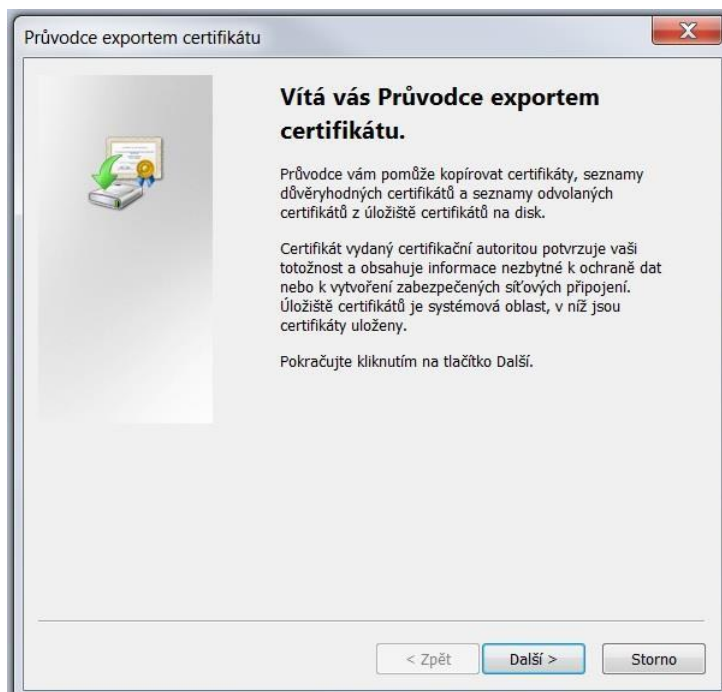 Průvodce exportem certifikátu
Vítá vás Průvodce exportem
certifikátu.
Průvodce vám pomůže kopírovat certifikáty, seznamy
důvěryhodných certifikátů a seznamy odvolaných
certifikátů z úložiště certifikátů na disk.
Certifikát vydaný certifikační autoritou potvrzuje vaši
totožnost a obsahuje informace nezbytné k ochraně dat
nebo k vytvoření zabezpečených síťových připojení.
Úložiště certifikátů je systémová oblast, v níž jsou
certifikáty uloženy.
Pokračujte kliknutím na tlačítko Další.
< Zpět
Další >
Storno